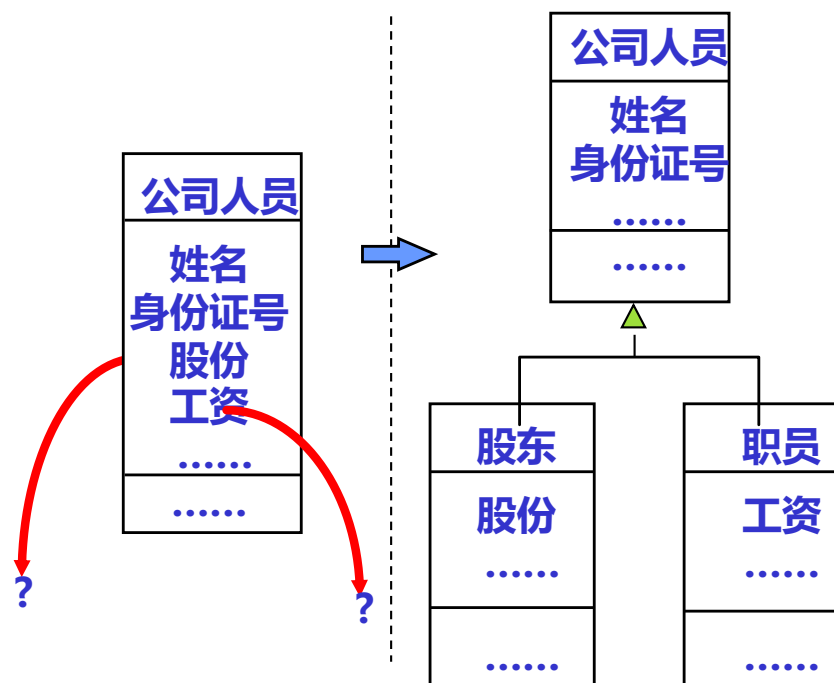 公司人员
姓名
身份证号
股份
工资
......
......
?
?
公司人员
姓名
身份证号
......
......
股东
股份
......
......
职员
工资
......
......